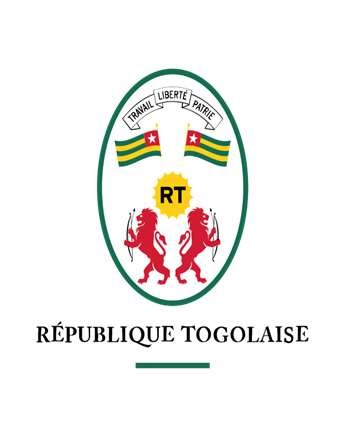 TRAVAIL LIBERTÉ PATRIE
RT
RÉPUBLIQUE TOGOLAISE